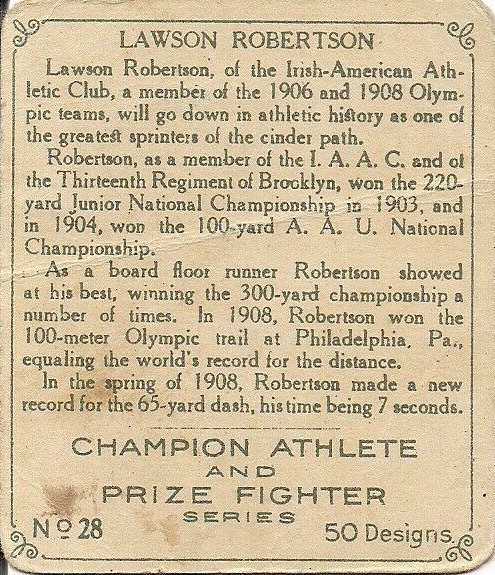 LAWSON ROBERTSON
Lawson Robertson, of the Irish-American Ath-
letic Club, a member of the 1906 and 1908 Olym-
pic teams, will go down in athletic history as one of
the greatest sprinters of the cinder path.
Robertson, as a member of the I. A. A. C. and of
the Thirteenth Regiment of Brooklyn, won the 220-
yard Junior National Championship in 1903, and
in 1904, won the 100-yard A. A. U. National
Championship.
As a board floor runner Robertson showed
at his best, winning the 300-yard championship a
number of times. In 1908, Robertson won the
100-meter Olympic trail at Philadelphia, Pa.,
equaling the world's record for the distance.
In the spring of 1908, Robertson made a new
record for the 65-yard dash, his time being 7 seconds.
CHAMPION ATHLETE
AND
PRIZE FIGHTER
SERIES
No 28 50 Designs